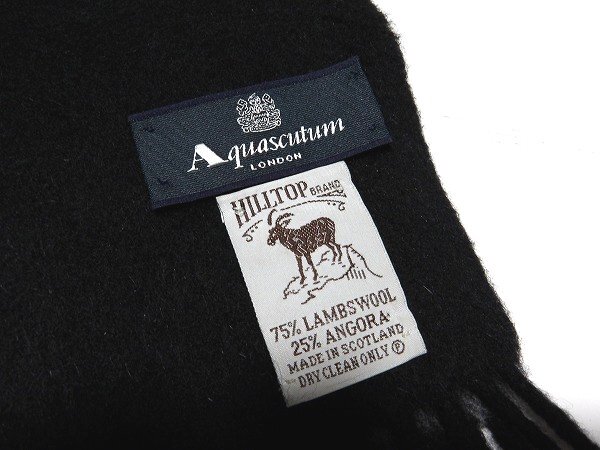 Aquascutum
LONDON
HILLTOP BRAND
75% LAMBSWOOL
25% ANGORA
MADE IN SCOTLAND
DRY CLEAN ONLY Ⓟ